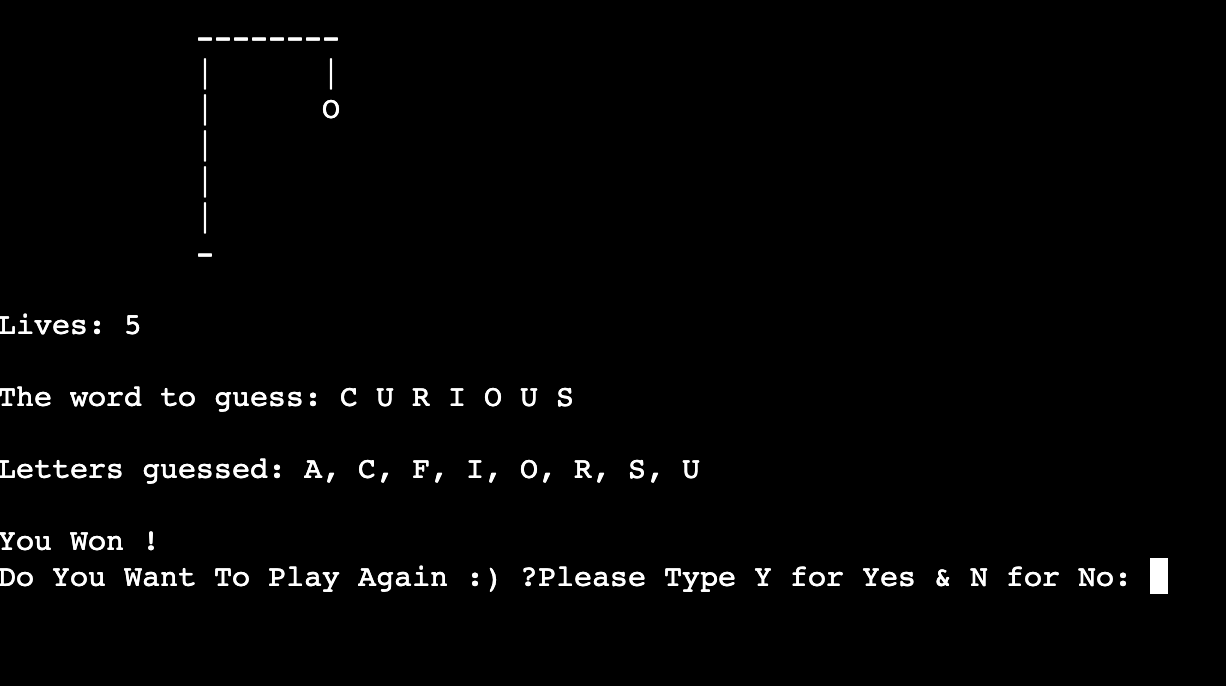 --------
|      |
|      O
|
|
|
-
Lives: 5
The word to guess: C U R I O U S
Letters guessed: A, C, F, I, O, R, S, U
You Won !
Do You Want To Play Again :) ?Please Type Y for Yes & N for No: